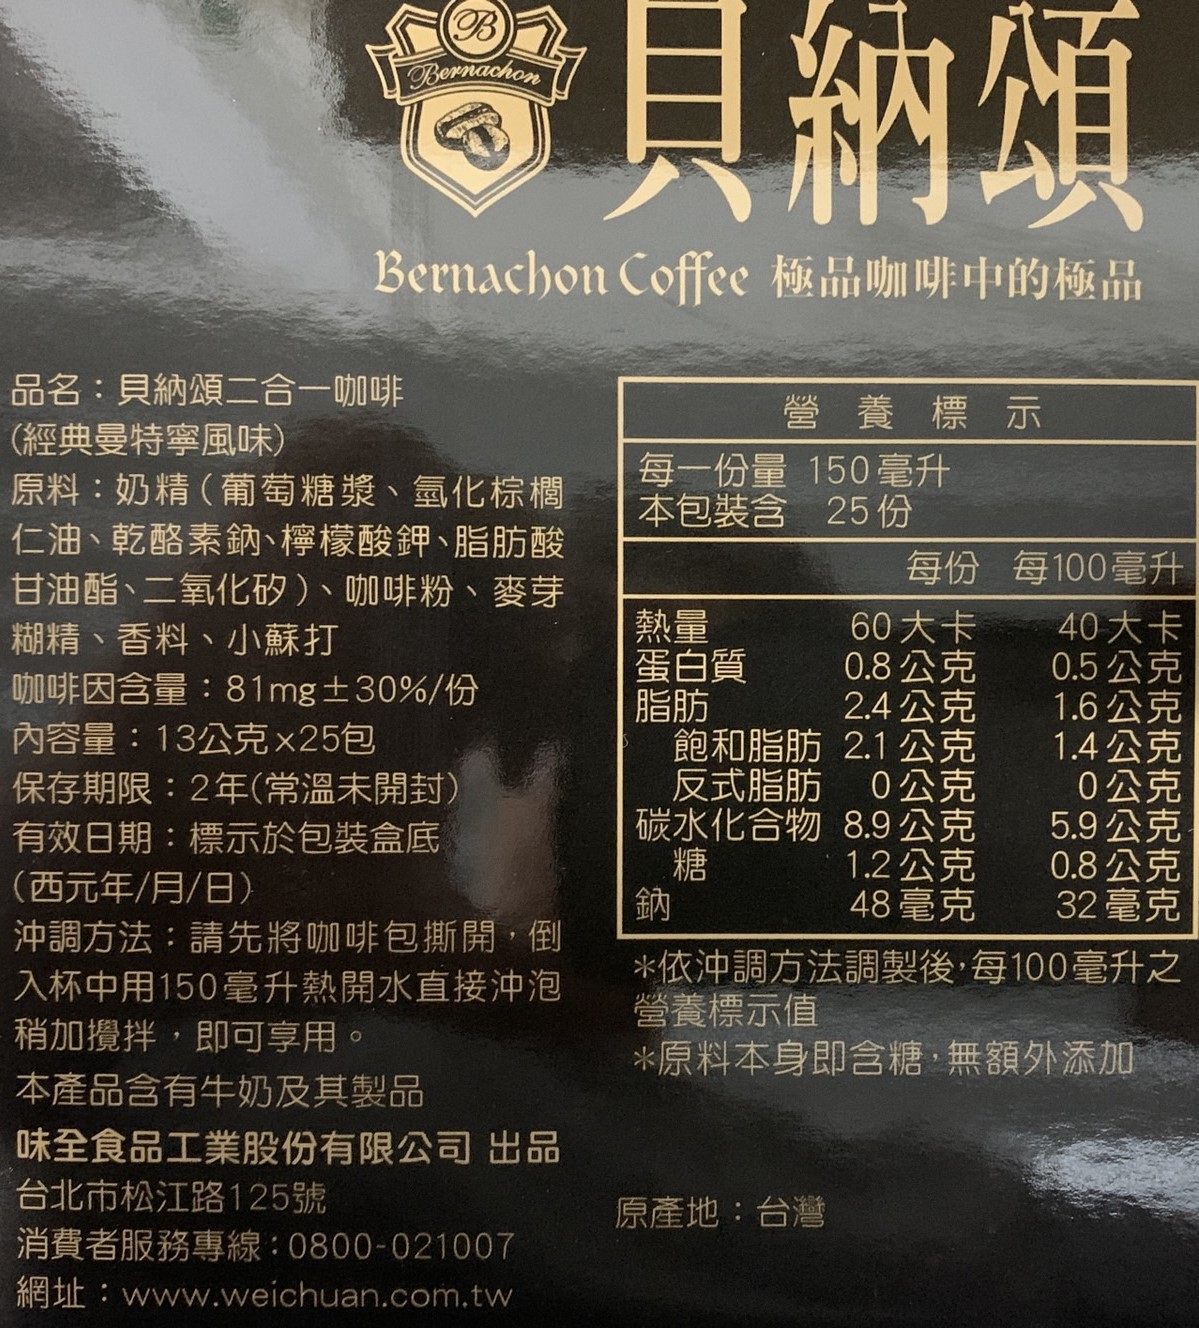 B
Bernachon
貝納頌
Bernachon Coffee 極品咖啡中的極品
品名：貝納頌二合一咖啡
(經典曼特寧風味)
原料：奶精(葡萄糖漿、氫化棕櫚
仁油、乾酪素鈉、檸檬酸鉀、脂肪酸
甘油酯、二氧化矽)、咖啡粉、麥芽
糊精、香料、小蘇打
咖啡因含量：81mg±30%/份
內容量：13公克x25包
保存期限：2年(常溫未開封)
有效日期：標示於包裝盒底
(西元年/月/日)
沖調方法：請先將咖啡包撕開，倒
入杯中用150毫升熱開水直接沖泡
稍加攪拌，即可享用。
本產品含有牛奶及其製品
味全食品工業股份有限公司 出品
台北市松江路125號
消費者服務專線：0800-021007
網址：www.weichuan.com.tw
營養標示
每一份量 150毫升
本包裝含 25份
每份 每100毫升
熱量 60大卡 40大卡
蛋白質 0.8公克 0.5公克
脂肪 2.4公克 1.6公克
飽和脂肪 2.1公克 1.4公克
反式脂肪 0公克 0公克
碳水化合物 8.9公克 5.9公克
糖 1.2公克 0.8公克
鈉 48毫克 32毫克
*依沖調方法調製後，每100毫升之
營養標示值
*原料本身即含糖，無額外添加
原產地：台灣